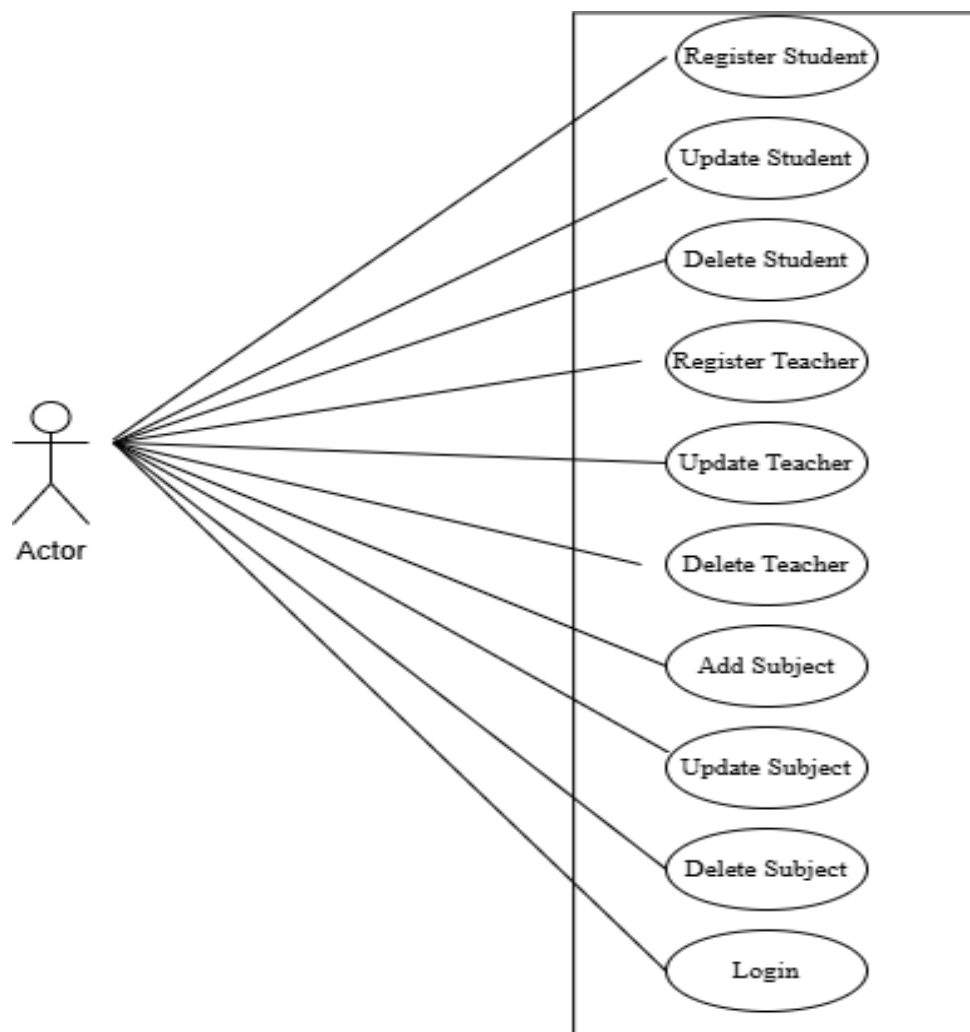 Register Student
Update Student
Delete Student
Register Teacher
Update Teacher
Delete Teacher
Add Subject
Update Subject
Delete Subject
Login
Actor